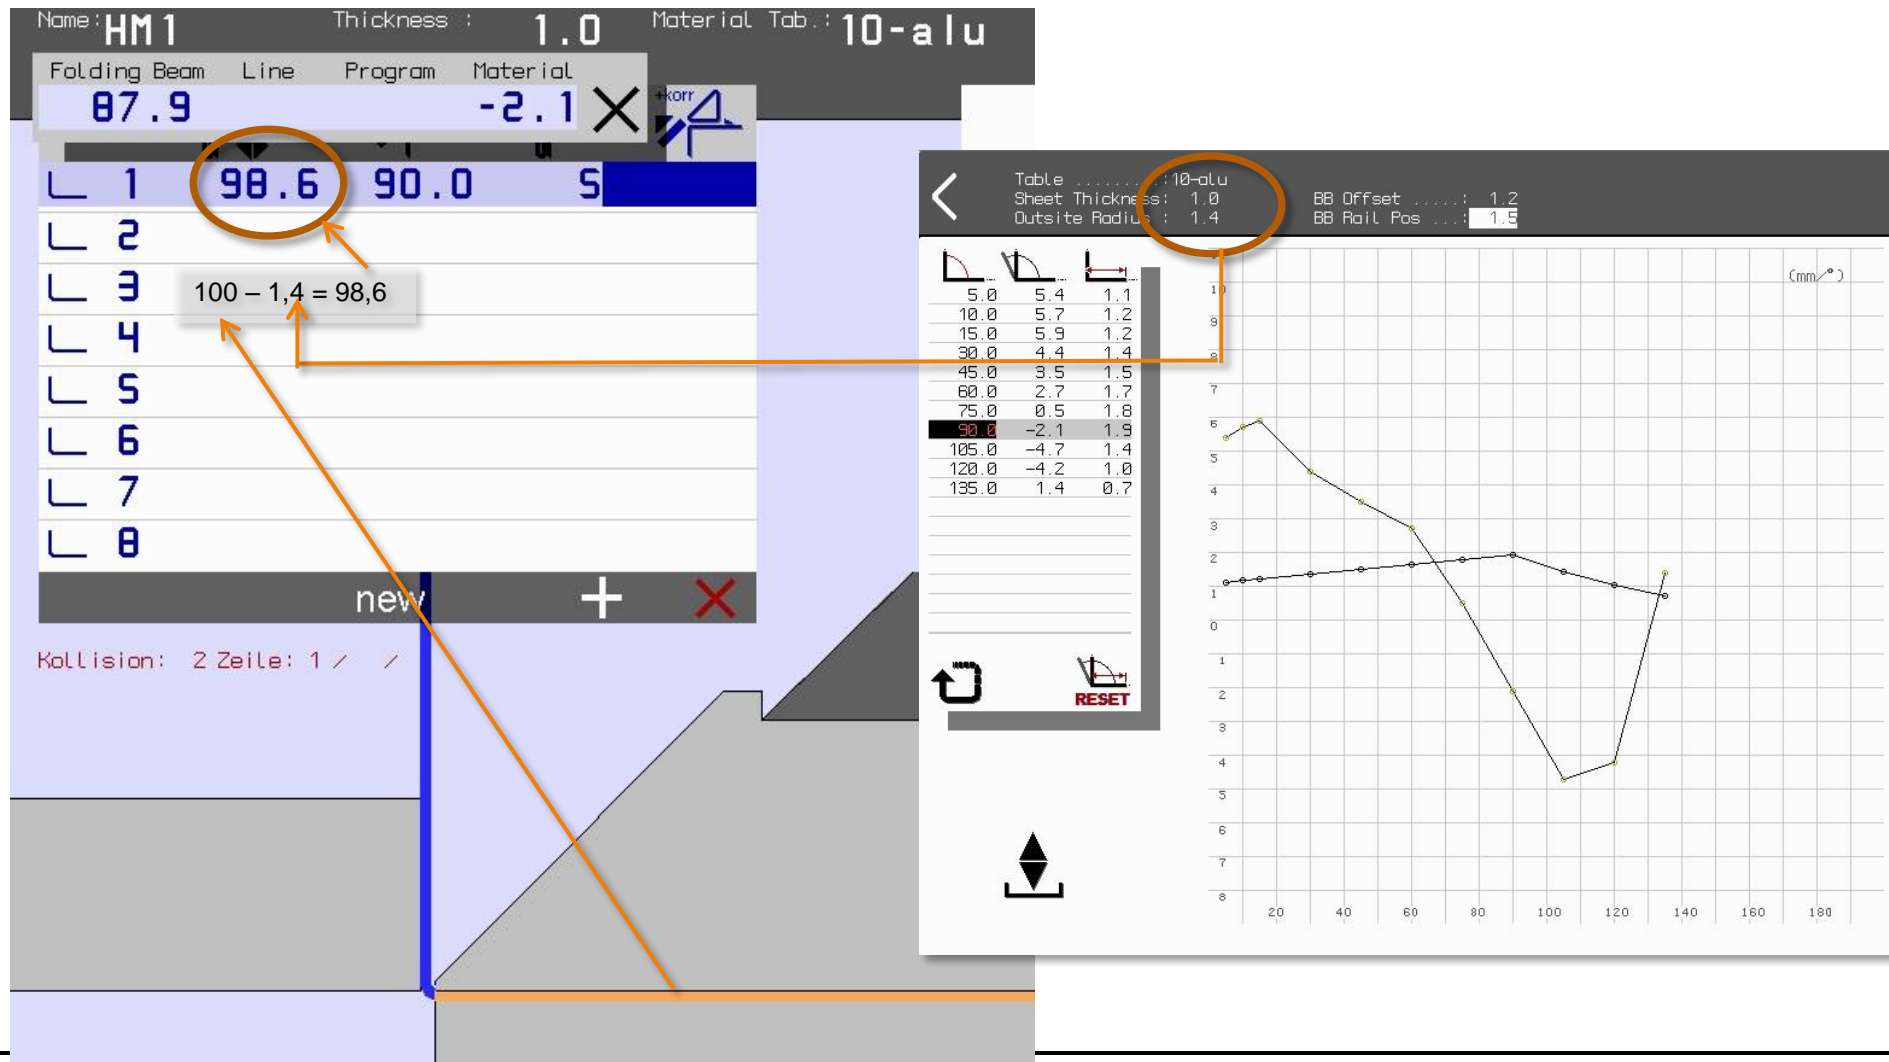 Name: HM1 Thickness : 1.0 Material Tab.: 10-alu
Folding Beam Line Program Material
87.9 -2.1
+korr
1 98.6 90.0 S
2
3
100 – 1,4 = 98,6
4
5
6
7
8
new
Kollision: 2 Zeile: 1 / /
Table .........:10-alu
Sheet Thickness: 1.0 BB Offset .....: 1.2
Outsite Radius : 1.4 BB Rail Pos ...: 1.5
5.0 5.4 1.1
10.0 5.7 1.2
15.0 5.9 1.2
30.0 4.4 1.4
45.0 3.5 1.5
60.0 2.7 1.7
75.0 0.5 1.8
90.0 -2.1 1.9
105.0 -4.7 1.4
120.0 -4.2 1.0
135.0 1.4 0.7
RESET
(mm/°)
10
9
8
7
6
5
4
3
2
1
0
1
2
3
4
5
6
7
8
20 40 60 80 100 120 140 160 180